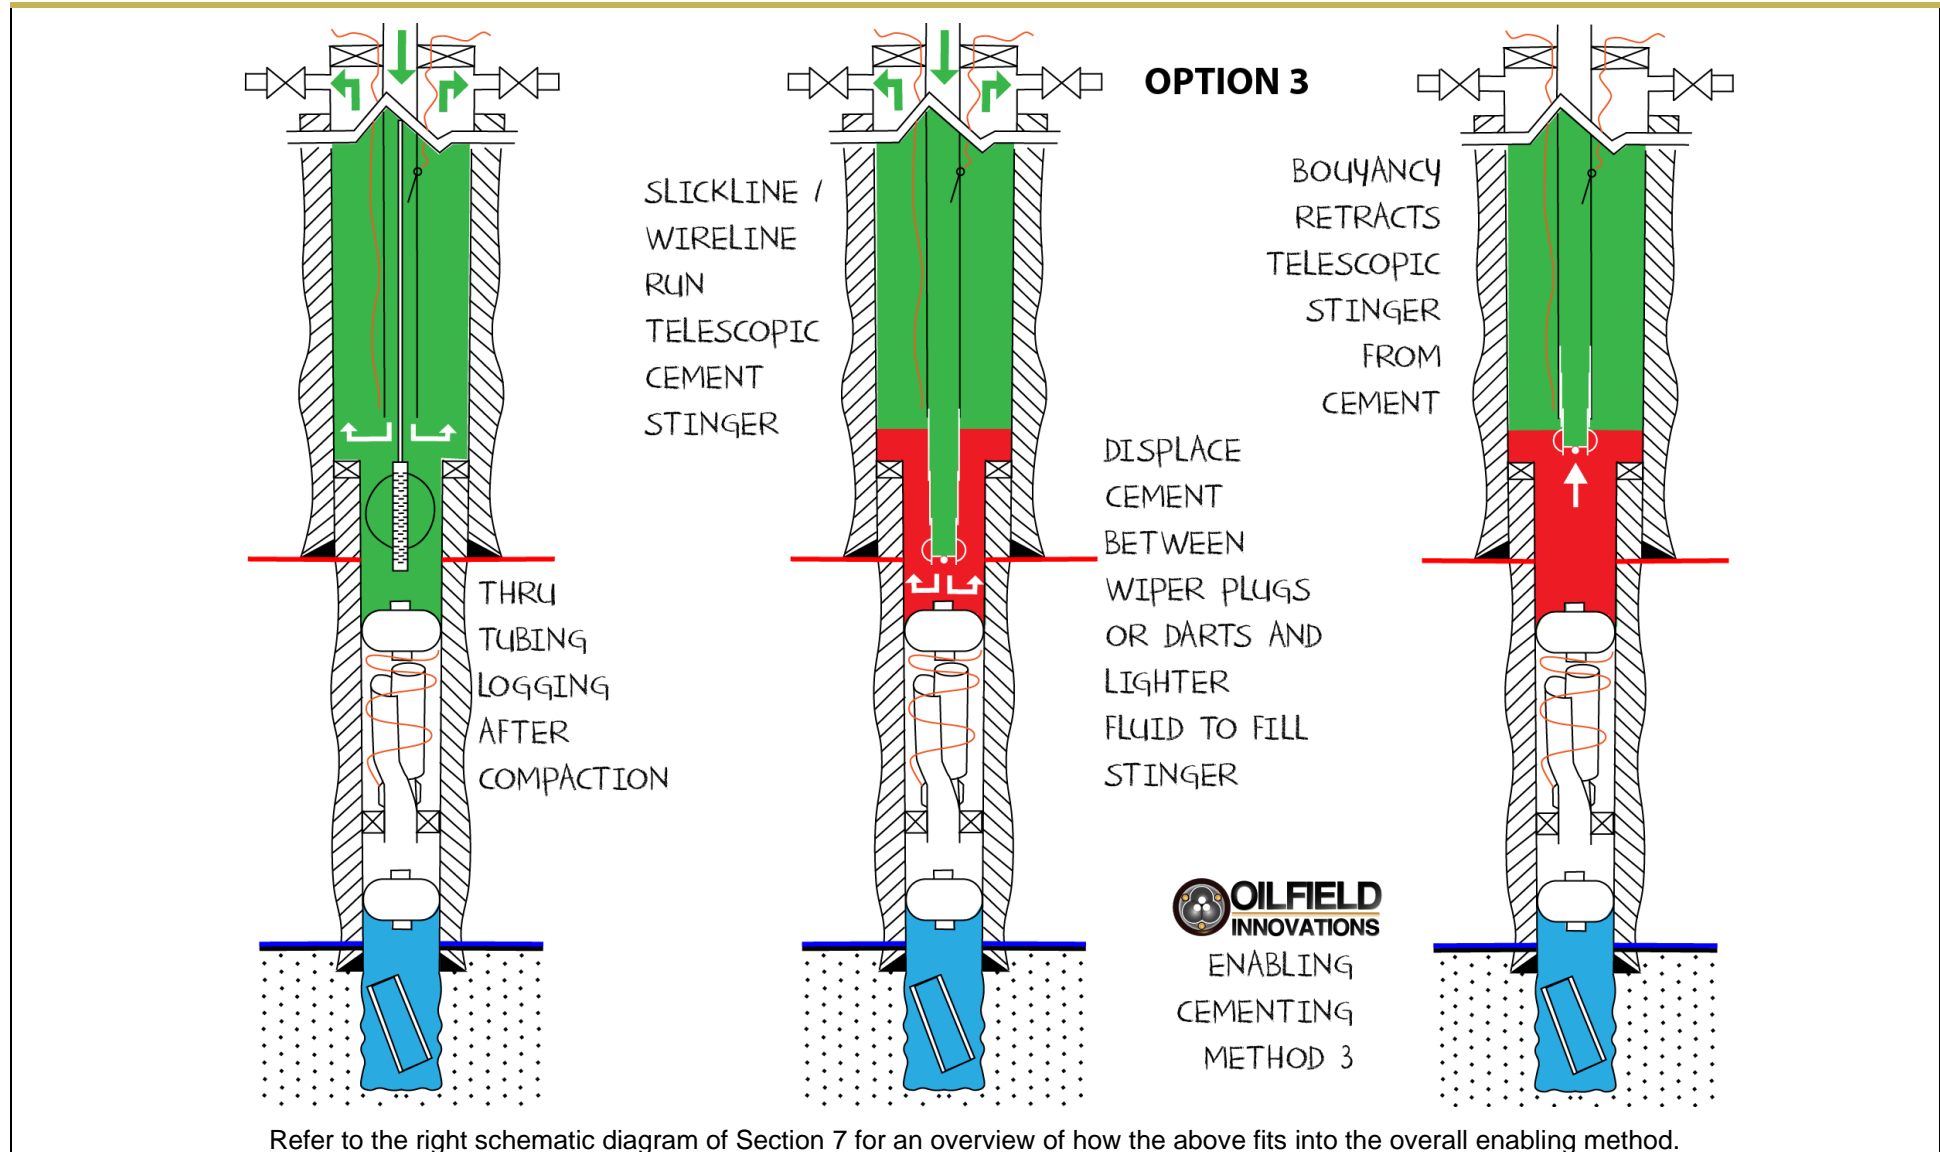 OPTION 3
SLICKLINE /
WIRELINE
RUN
TELESCOPIC
CEMENT
STINGER
THRU
TUBING
LOGGING
AFTER
COMPACTION
DISPLACE
CEMENT
BETWEEN
WIPER PLUGS
OR DARTS AND
LIGHTER
FLUID TO FILL
STINGER
BOUYANCY
RETRACTS
TELESCOPIC
STINGER
FROM
CEMENT
OILFIELD
INNOVATIONS
ENABLING
CEMENTING
METHOD 3
Refer to the right schematic diagram of Section 7 for an overview of how the above fits into the overall enabling method.